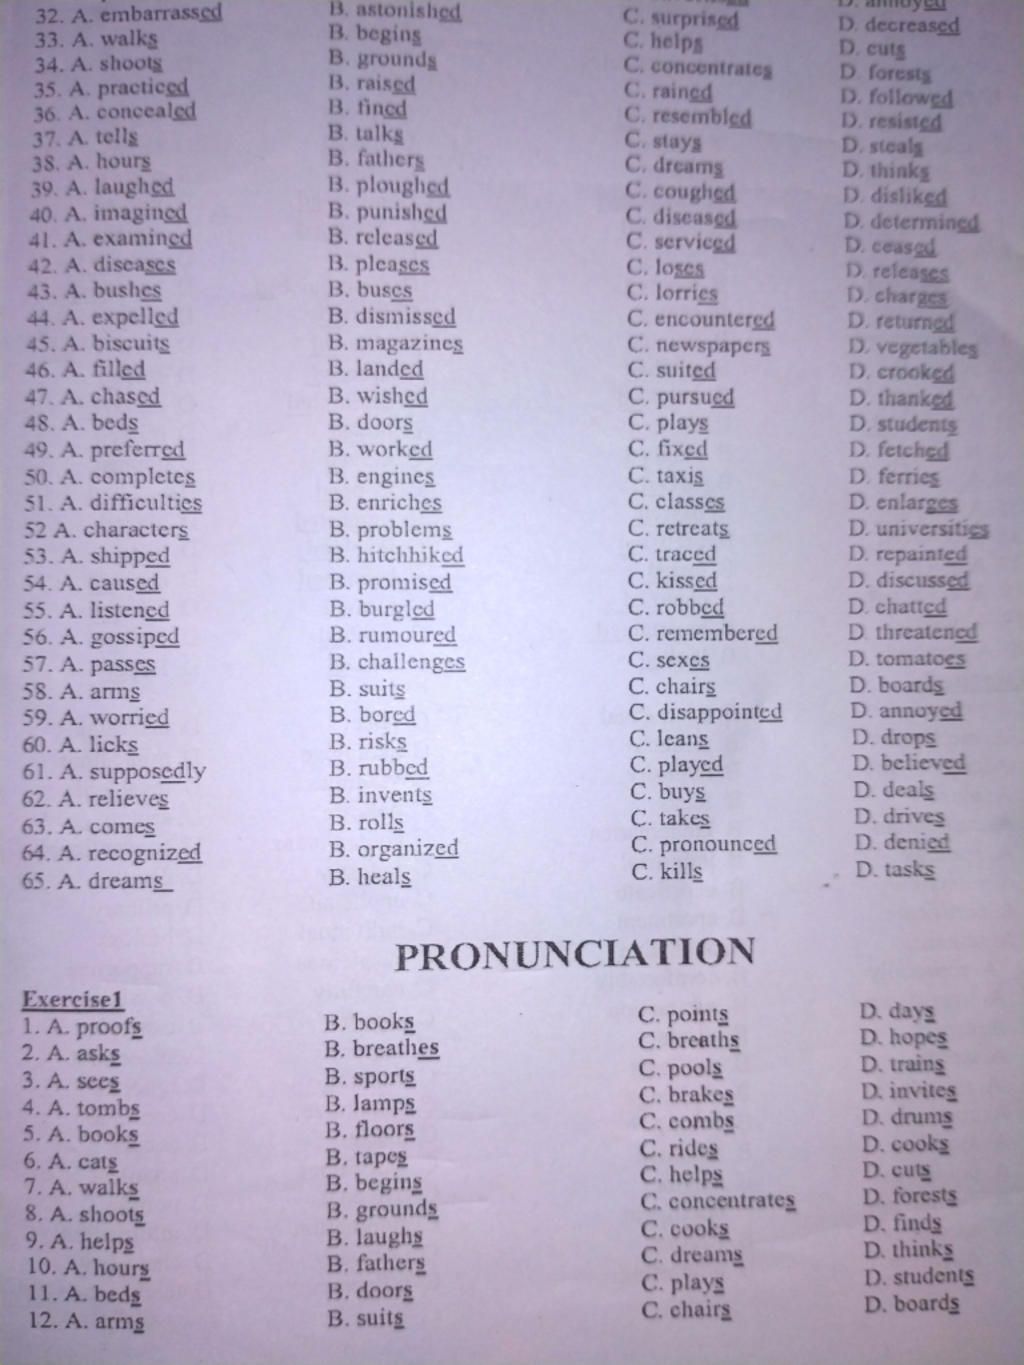 32. A. embarrassed B. astonished C. surprised D. decreased
33. A. walks B. begins C. helps D. cuts
34. A. shoots B. grounds C. concentrates D. forests
35. A. practiced B. raised C. rained D. followed
36. A. concealed B. fined C. resembled D. resisted
37. A. tells B. talks C. stays D. steals
38. A. hours B. fathers C. dreams D. thinks
39. A. laughed B. ploughed C. coughed D. disliked
40. A. imagined B. punished C. diseased D. determined
41. A. examined B. released C. serviced D. ceased
42. A. diseases B. pleases C. loses D. releases
43. A. bushes B. buses C. lorries D. charges
44. A. expelled B. dismissed C. encountered D. returned
45. A. biscuits B. magazines C. newspapers D. vegetables
46. A. filled B. landed C. suited D. crooked
47. A. chased B. wished C. pursued D. thanked
48. A. beds B. doors C. plays D. students
49. A. preferred B. worked C. fixed D. fetched
50. A. completes B. engines C. taxis D. ferries
51. A. difficulties B. enriches C. classes D. enlarges
52 A. characters B. problems C. retreats D. universities
53. A. shipped B. hitchhiked C. traced D. repainted
54. A. caused B. promised C. kissed D. discussed
55. A. listened B. burgled C. robbed D. chatted
56. A. gossiped B. rumoured C. remembered D threatened
57. A. passes B. challenges C. sexes D. tomatoes
58. A. arms B. suits C. chairs D. boards
59. A. worried B. bored C. disappointed D. annoyed
60. A. licks B. risks C. leans D. drops
61. A. supposedly B. rubbed C. played D. believed
62. A. relieves B. invents C. buys D. deals
63. A. comes B. rolls C. takes D. drives
64. A. recognized B. organized C. pronounced D. denied
65. A. dreams B. heals C. kills D. tasks
PRONUNCIATION
Exercise1
1. A. proofs B. books C. points D. days
2. A. asks B. breathes C. breaths D. hopes
3. A. sees B. sports C. pools D. trains
4. A. tombs B. lamps C. brakes D. invites
5. A. books B. floors C. combs D. drums
6. A. cats B. tapes C. rides D. cooks
7. A. walks B. begins C. helps D. cuts
8. A. shoots B. grounds C. concentrates D. forests
9. A. helps B. laughs C. cooks D. finds
10. A. hours B. fathers C. dreams D. thinks
11. A. beds B. doors C. plays D. students
12. A. arms B. suits C. chairs D. boards